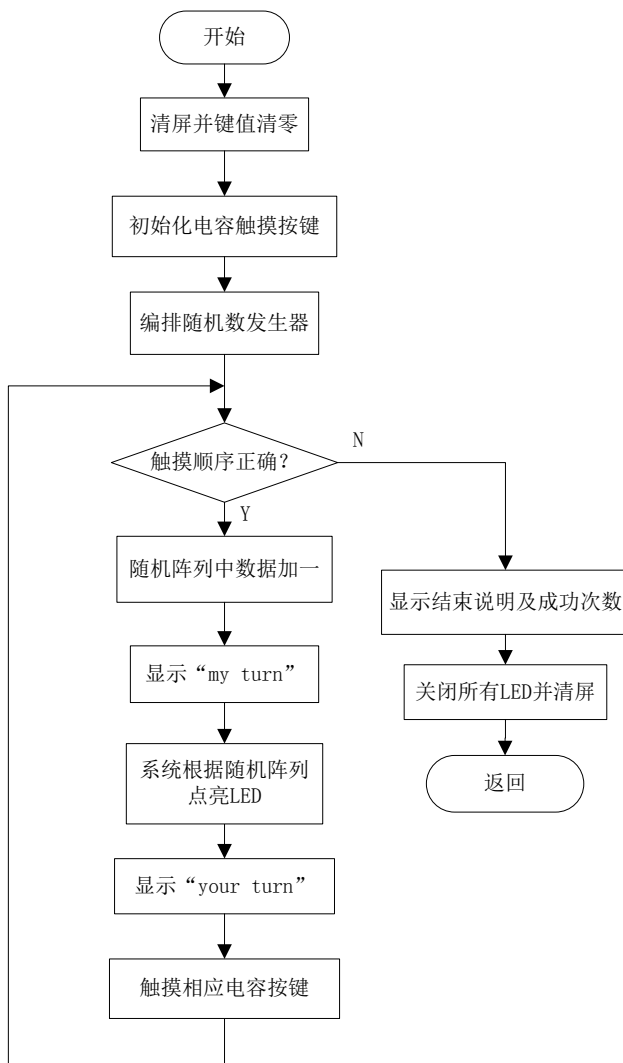 开始
清屏并键值清零
初始化电容触摸按键
编排随机数发生器
触摸顺序正确？
N
Y
随机阵列中数据加一
显示“my turn”
系统根据随机阵列
点亮LED
显示“your turn”
触摸相应电容按键
显示结束说明及成功次数
关闭所有LED并清屏
返回